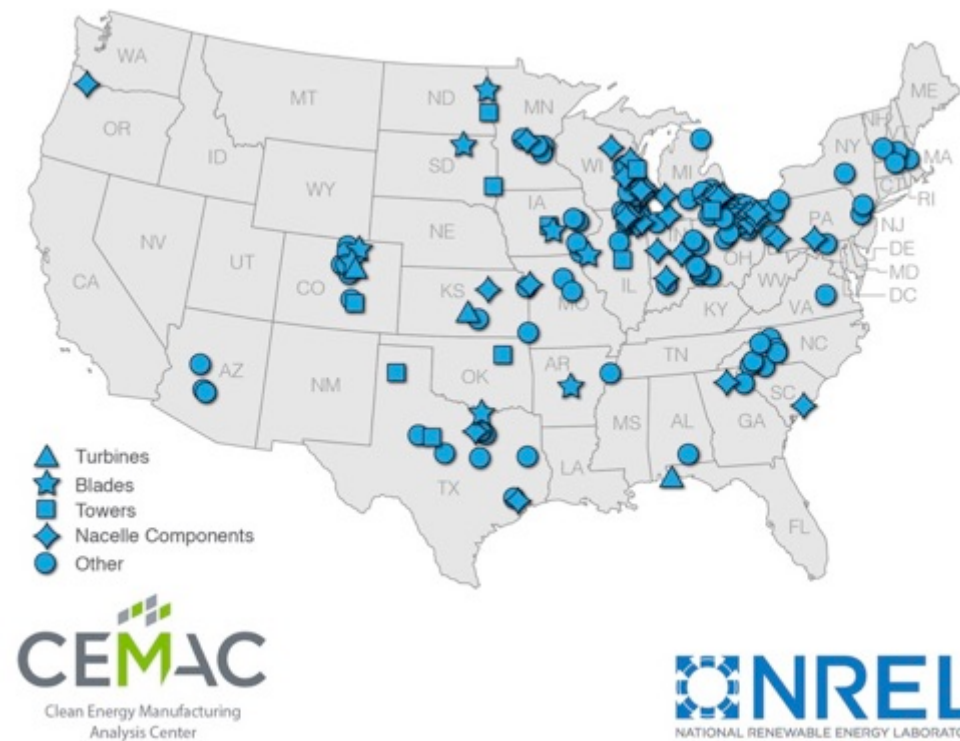 WA
MT
ND
MN
ME
OR
ID
SD
WI
MI
NH
VT
NY
MA
CT
RI
WY
IA
PA
NJ
NV
NE
IN
OH
DE
UT
IL
WV
MD
CA
CO
KS
MO
KY
VA
DC
AZ
NM
OK
AR
TN
NC
SC
MS
AL
GA
TX
LA
FL
Turbines
Blades
Towers
Nacelle Components
Other
CEMAC
Clean Energy Manufacturing
Analysis Center
NREL
NATIONAL RENEWABLE ENERGY LABORATO